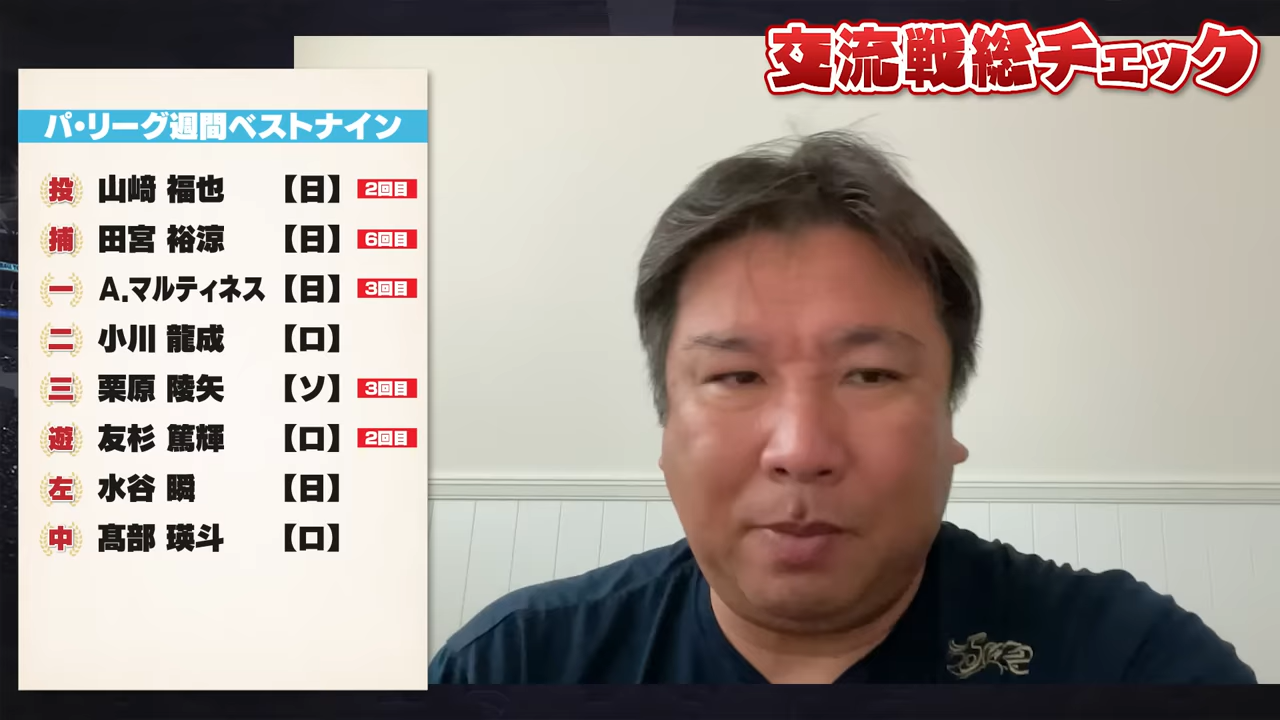 交流戦総チェック
パ・リーグ週間ベストナイン
投 山﨑 福也 【日】 2回目
捕 田宮 裕涼 【日】 6回目
一 A.マルティネス 【日】 3回目
二 小川 龍成 【ロ】
三 栗原 陵矢 【ソ】 3回目
遊 友杉 篤輝 【ロ】 2回目
左 水谷 瞬 【日】
中 髙部 瑛斗 【ロ】